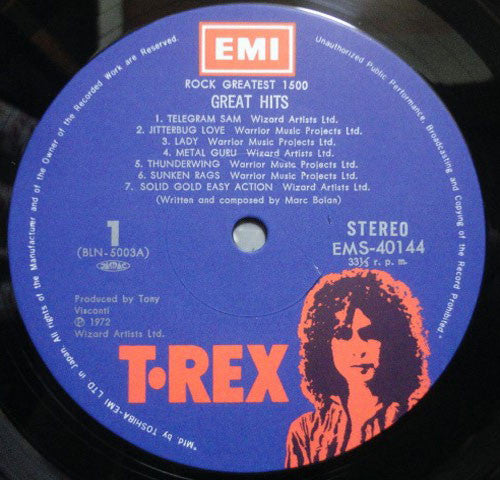 EMI
ROCK GREATEST 1500
GREAT HITS
1. TELEGRAM SAM Wizard Artists Ltd.
2. JITTERBUG LOVE Warrior Music Projects Ltd.
3. LADY Warrior Music Projects Ltd.
4. METAL GURU Wizard Artists Ltd.
5. THUNDERWING Warrior Music Projects Ltd.
6. SUNKEN RAGS Warrior Music Projects Ltd.
7. SOLID GOLD EASY ACTION Wizard Artists Ltd.
(Written and composed by Marc Bolan)
1
(BLN-5003A)
STEREO
EMS-40144
33⅓ r. p. m.
Produced by Tony
Visconti
℗ 1972
Wizard Artists Ltd.
T•REX
"Mfd. by TOSHIBA-EMI LTD in Japan. All rights of the Manufacturer and of the Owner of the Recorded Work are Reserved.
Unauthorized Public Performance, Broadcasting and Copying of the Record Prohibited"